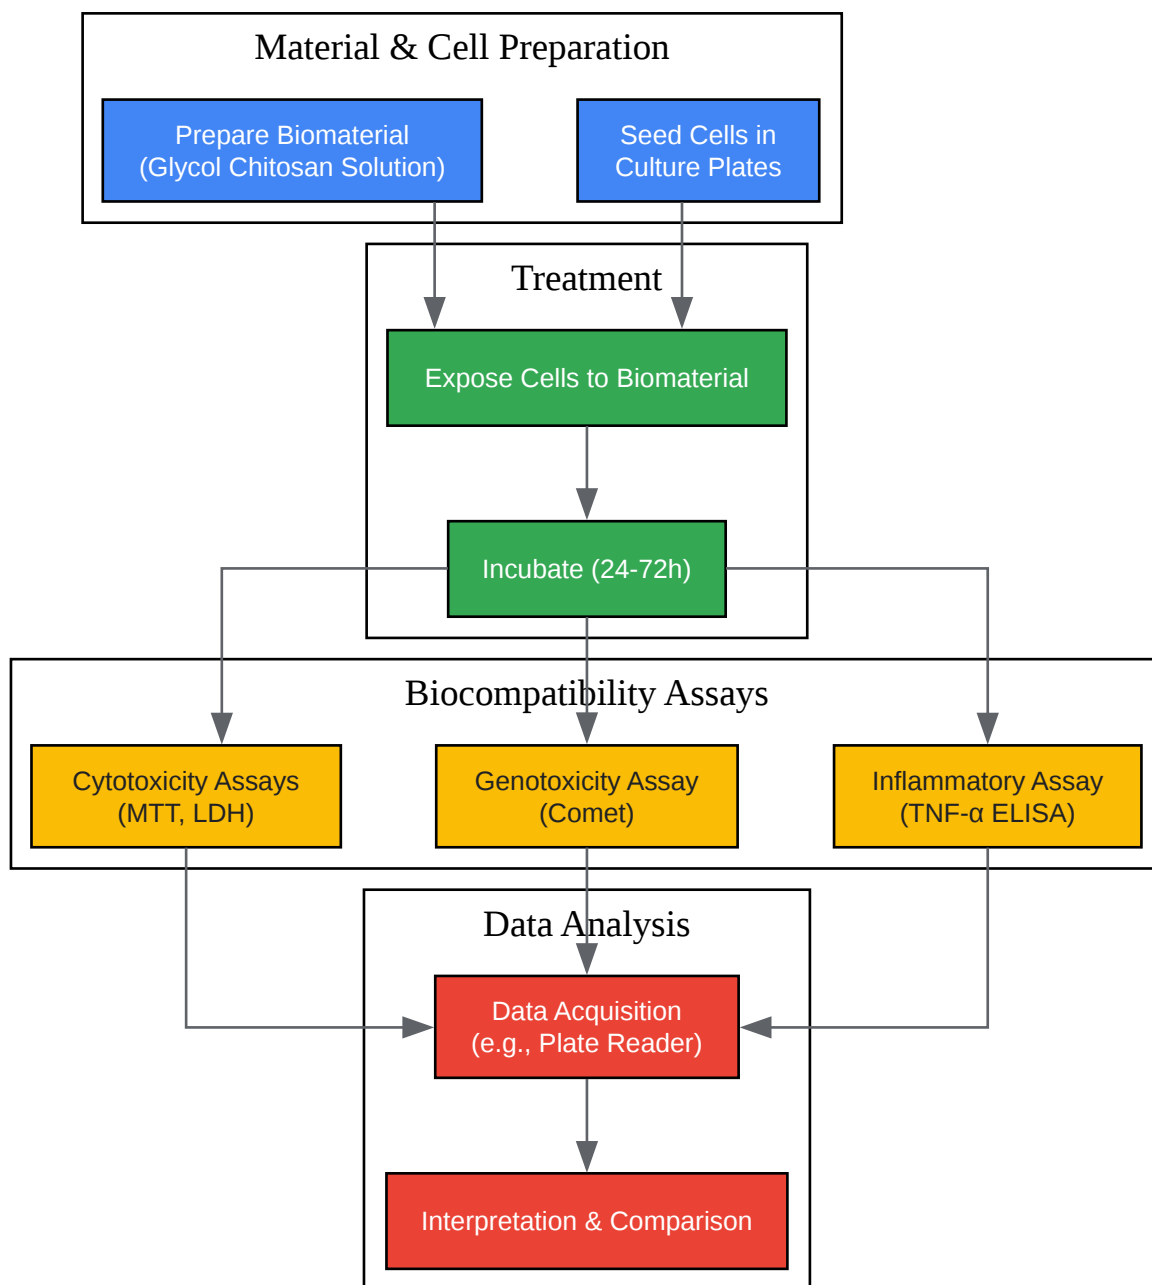 Material & Cell Preparation
Prepare Biomaterial
(Glycol Chitosan Solution)
Seed Cells in
Culture Plates
Treatment
Expose Cells to Biomaterial
Incubate (24-72h)
Biocompatibility Assays
Cytotoxicity Assays
(MTT, LDH)
Genotoxicity Assay
(Comet)
Inflammatory Assay
(TNF-α ELISA)
Data Analysis
Data Acquisition
(e.g., Plate Reader)
Interpretation & Comparison